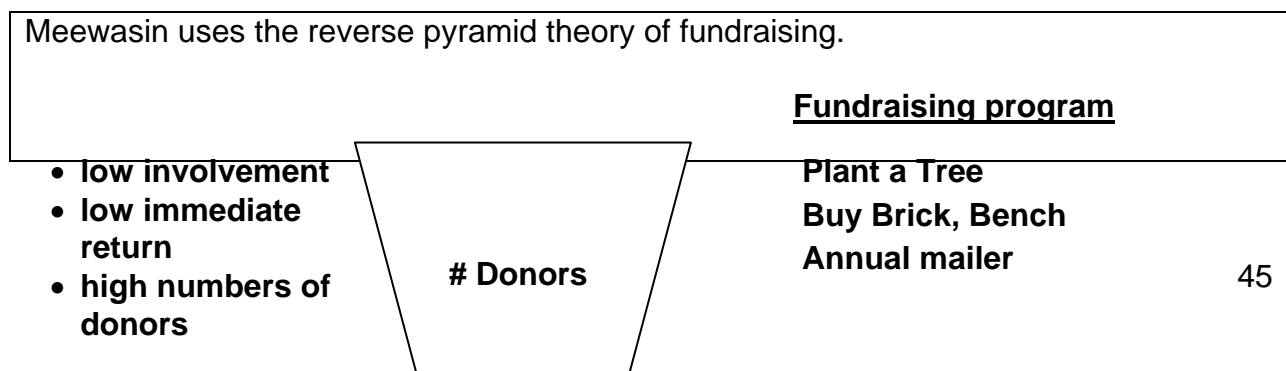 Meewasin uses the reverse pyramid theory of fundraising.
Fundraising program
• low involvement
• low immediate
return
• high numbers of
donors
# Donors
Plant a Tree
Buy Brick, Bench
Annual mailer
45